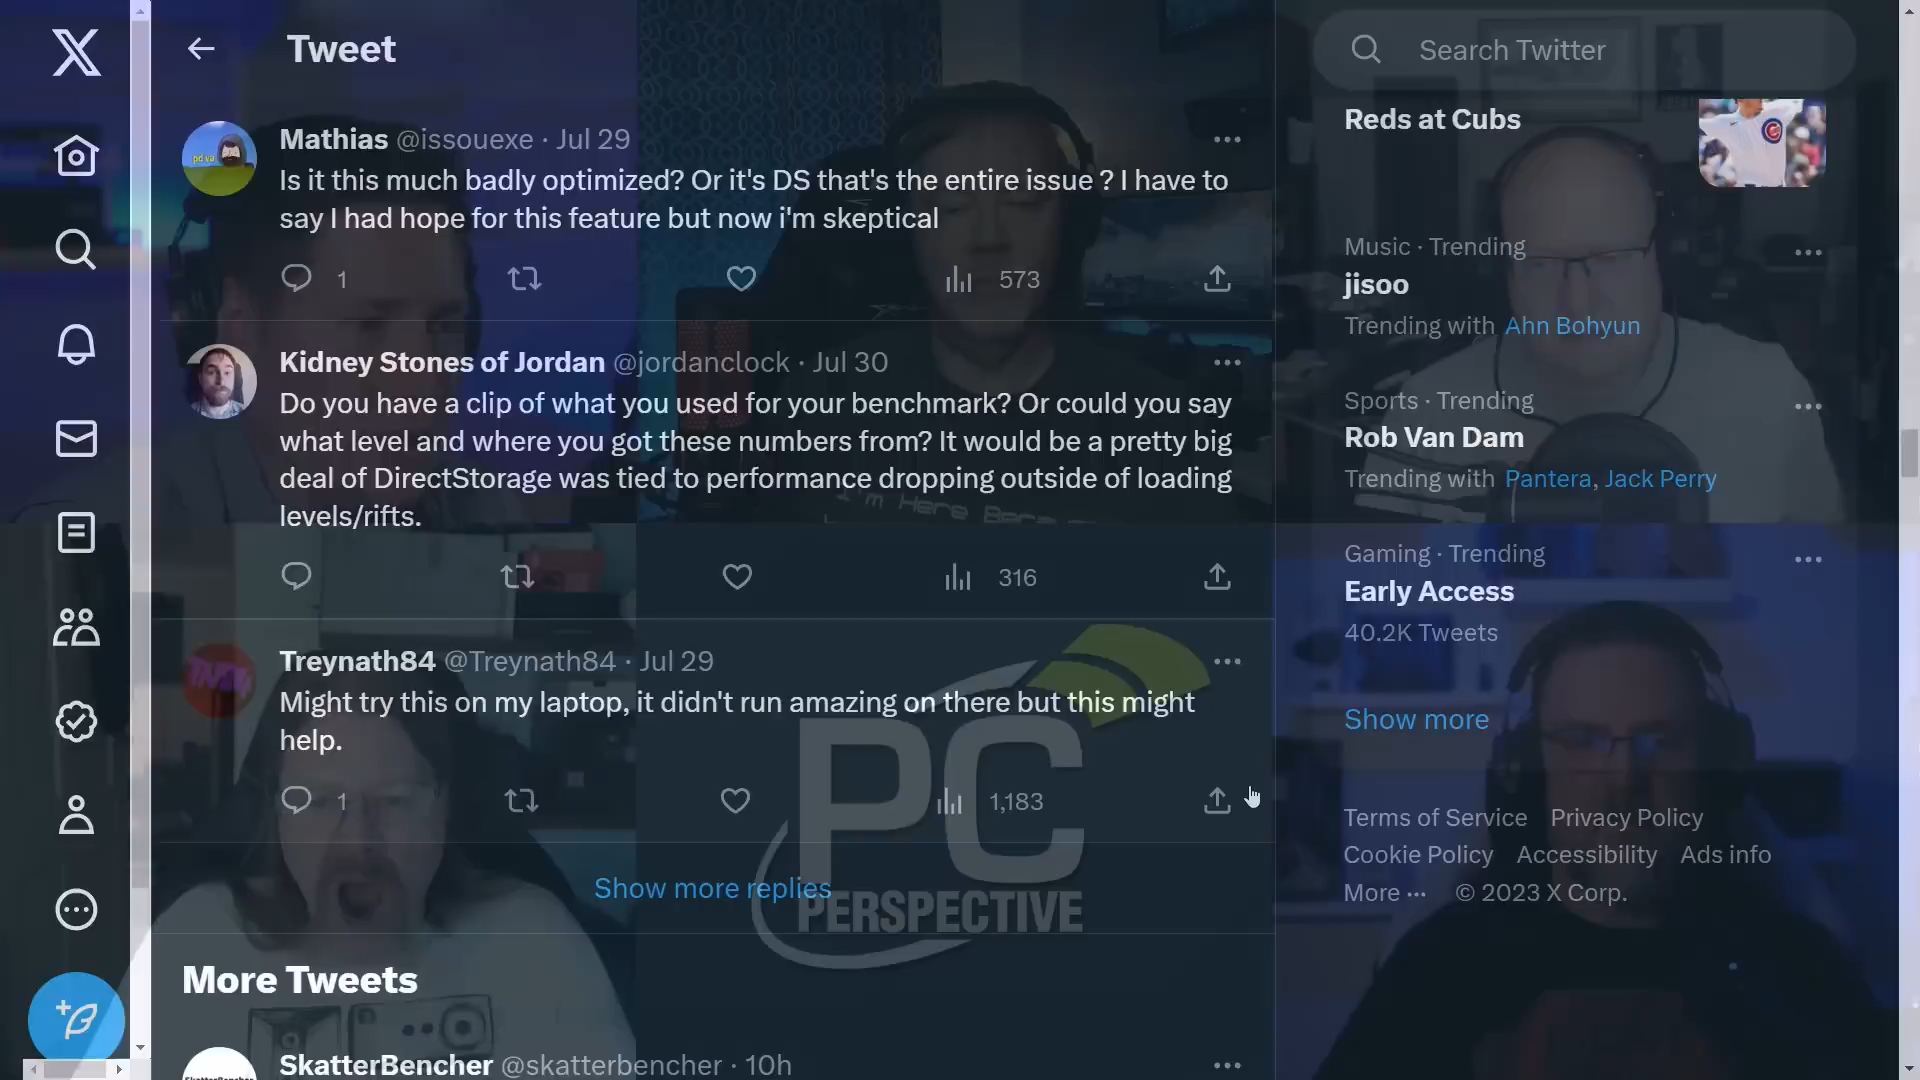 Tweet
Mathias @issouexe · Jul 29
Is it this much badly optimized? Or it's DS that's the entire issue ? I have to
say I had hope for this feature but now i'm skeptical
1
573
Kidney Stones of Jordan @jordanclock · Jul 30
Do you have a clip of what you used for your benchmark? Or could you say
what level and where you got these numbers from? It would be a pretty big
deal of DirectStorage was tied to performance dropping outside of loading
levels/rifts.
316
I'm Here
Treynath84 @Treynath84 · Jul 29
Might try this on my laptop, it didn't run amazing on there but this might
help.
1
1,183
Show more replies
PC
PERSPECTIVE
More Tweets
SkatterBencher @skatterbencher · 10h
Search Twitter
Reds at Cubs
Music · Trending
jisoo
Trending with Ahn Bohyun
Sports · Trending
Rob Van Dam
Trending with Pantera, Jack Perry
Gaming · Trending
Early Access
40.2K Tweets
Show more
Terms of Service Privacy Policy
Cookie Policy Accessibility Ads info
More ··· © 2023 X Corp.